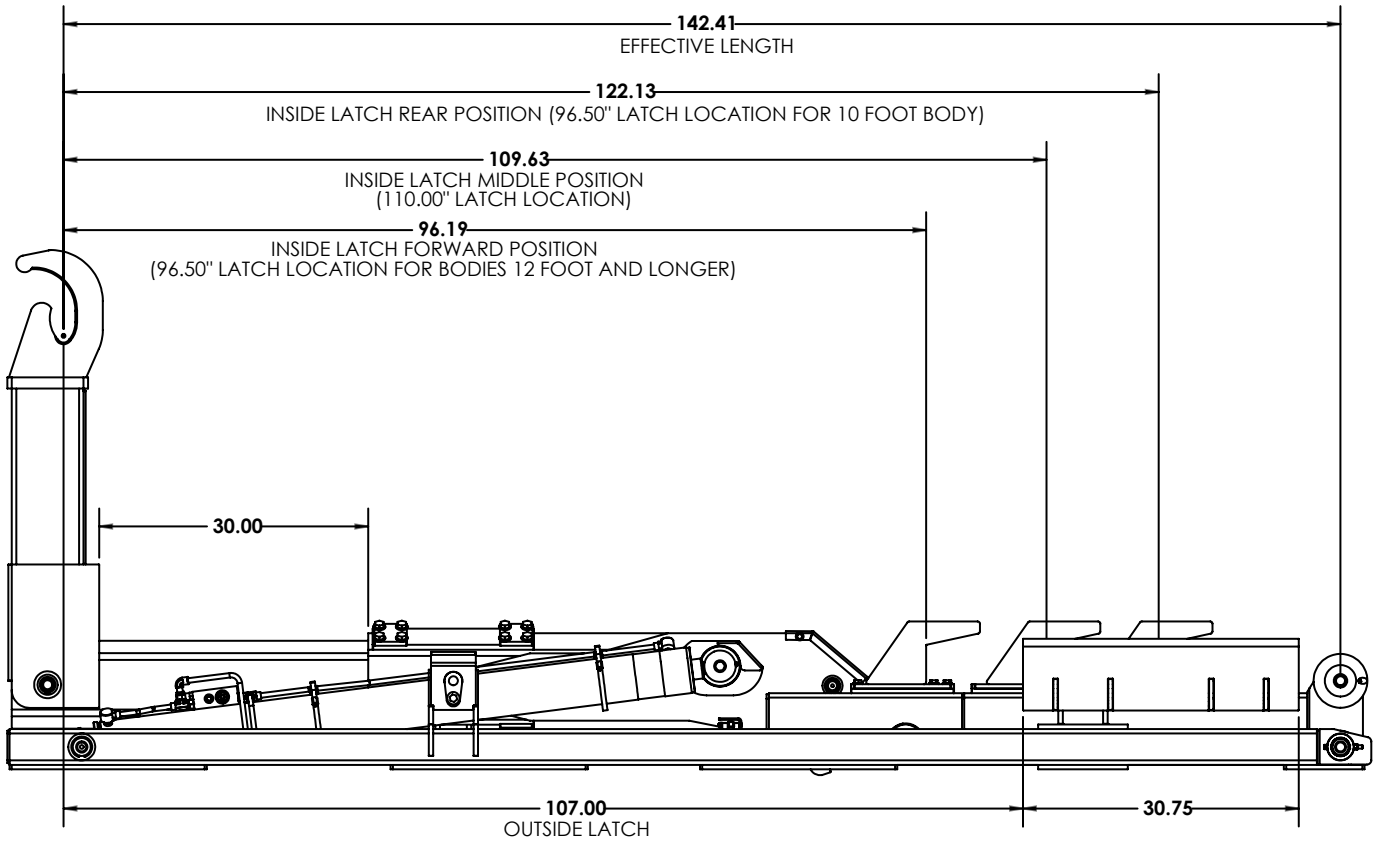 142.41
EFFECTIVE LENGTH
122.13
INSIDE LATCH REAR POSITION (96.50" LATCH LOCATION FOR 10 FOOT BODY)
109.63
INSIDE LATCH MIDDLE POSITION
(110.00" LATCH LOCATION)
96.19
INSIDE LATCH FORWARD POSITION
(96.50" LATCH LOCATION FOR BODIES 12 FOOT AND LONGER)
30.00
107.00
OUTSIDE LATCH
30.75